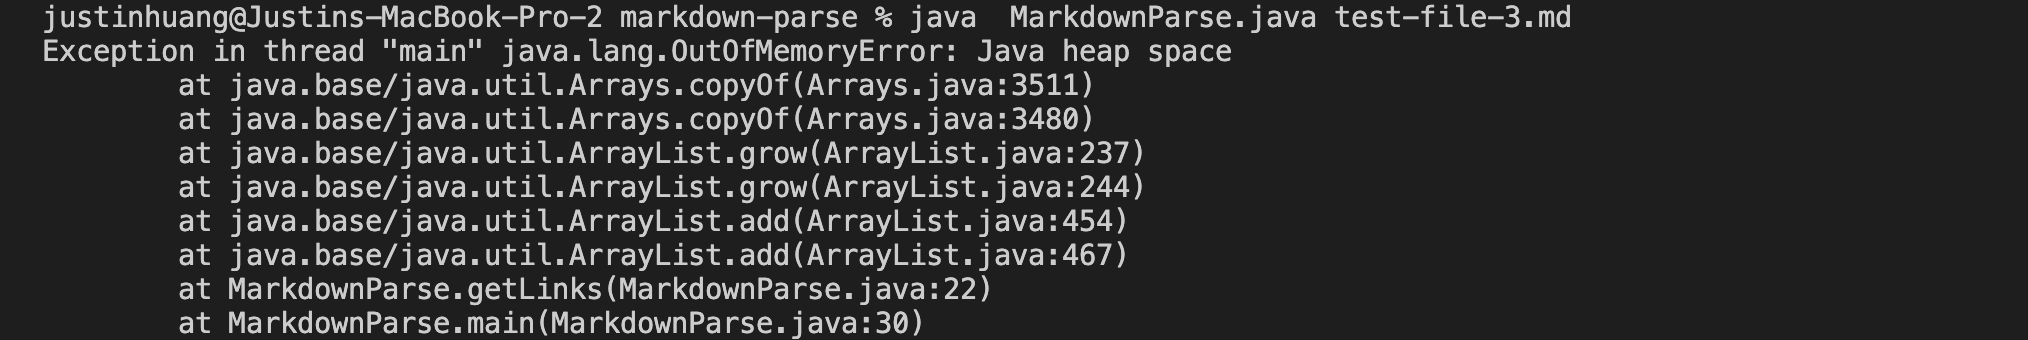 justinhuang@Justins-MacBook-Pro-2 markdown-parse % java  MarkdownParse.java test-file-3.md
Exception in thread "main" java.lang.OutOfMemoryError: Java heap space
        at java.base/java.util.Arrays.copyOf(Arrays.java:3511)
        at java.base/java.util.Arrays.copyOf(Arrays.java:3480)
        at java.base/java.util.ArrayList.grow(ArrayList.java:237)
        at java.base/java.util.ArrayList.grow(ArrayList.java:244)
        at java.base/java.util.ArrayList.add(ArrayList.java:454)
        at java.base/java.util.ArrayList.add(ArrayList.java:467)
        at MarkdownParse.getLinks(MarkdownParse.java:22)
        at MarkdownParse.main(MarkdownParse.java:30)